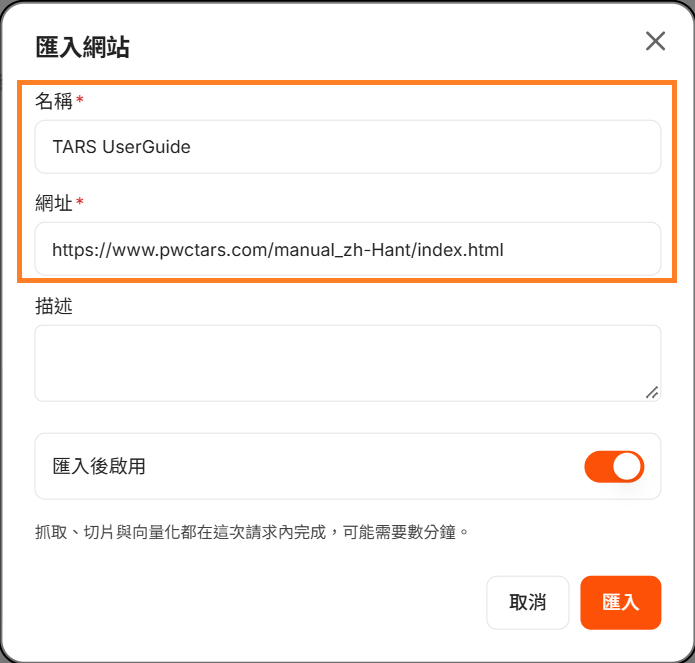 匯入網站
名稱*
TARS UserGuide
網址*
https://www.pwctars.com/manual_zh-Hant/index.html
描述
匯入後啟用
抓取、切片與向量化都在這次請求內完成，可能需要數分鐘。
取消
匯入